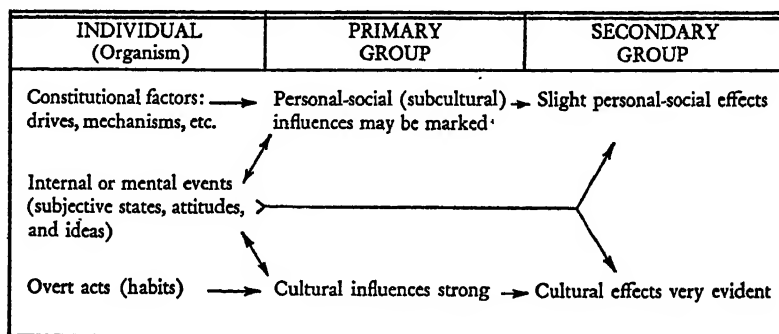 INDIVIDUAL
(Organism)
PRIMARY
GROUP
SECONDARY
GROUP
Constitutional factors:
drives, mechanisms, etc.
Personal-social (subcultural)
influences may be marked
Slight personal-social effects
Internal or mental events
(subjective states, attitudes,
and ideas)
Overt acts (habits)
Cultural influences strong
Cultural effects very evident